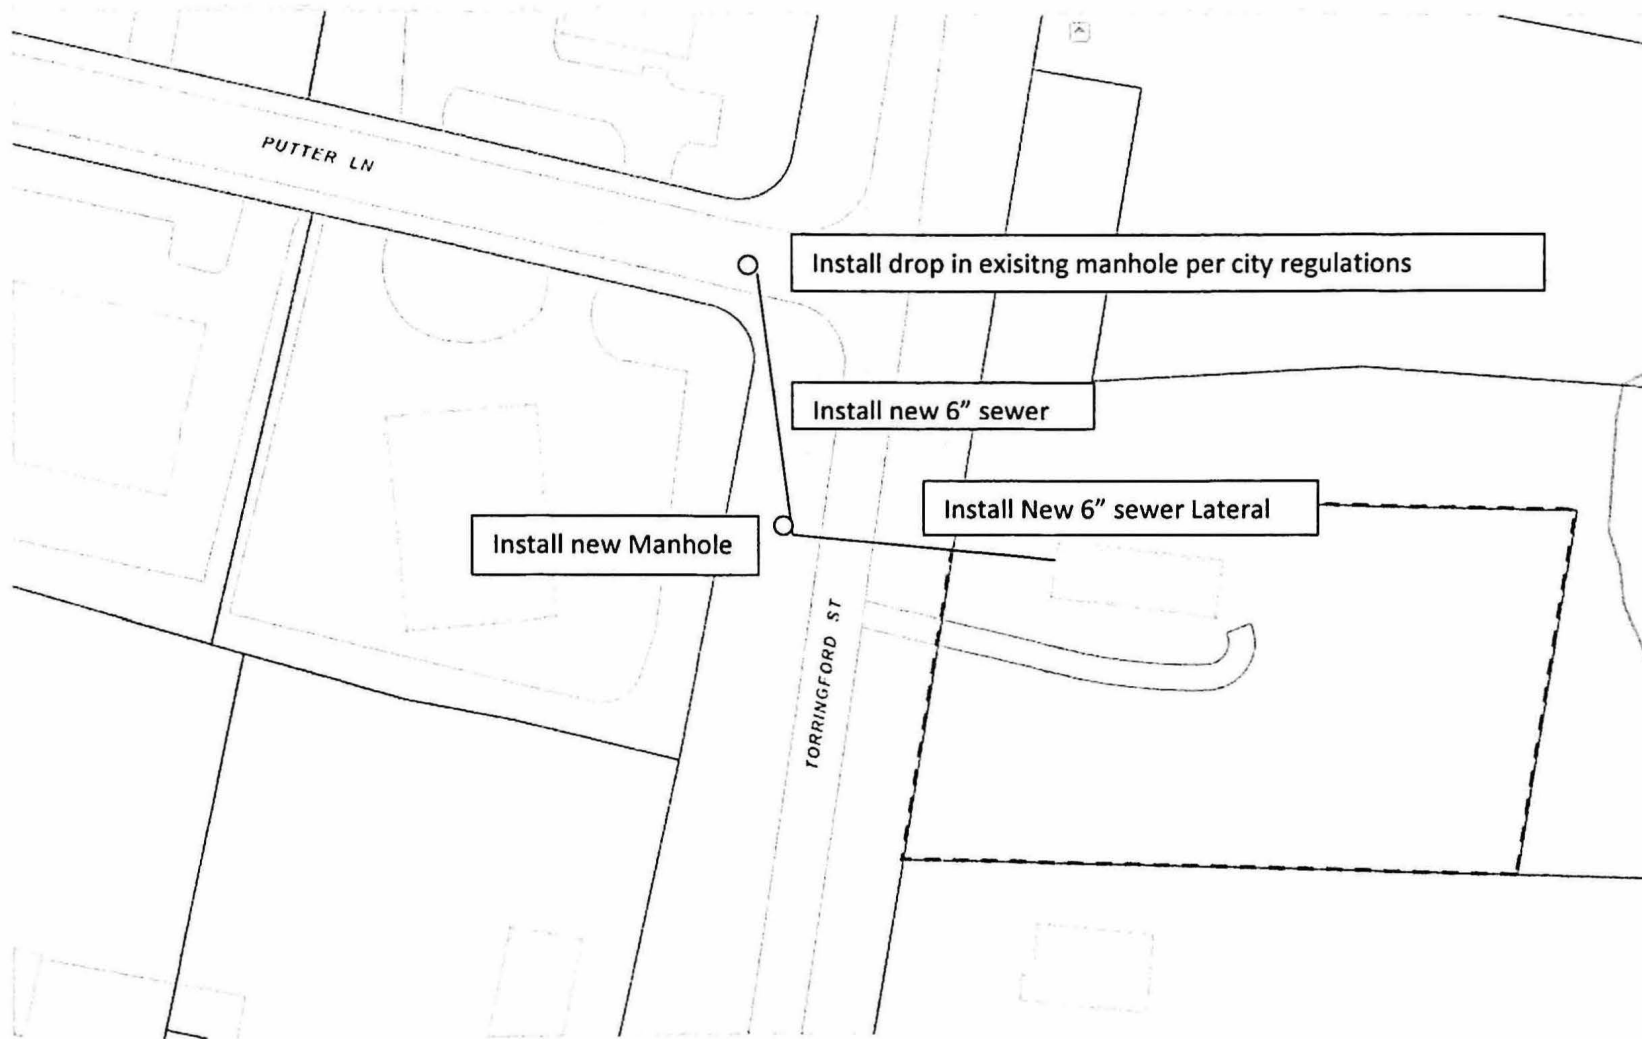 PUTTER LN
Install drop in exisitng manhole per city regulations
Install new 6” sewer
Install New 6” sewer Lateral
Install new Manhole
TORRINGFORD ST